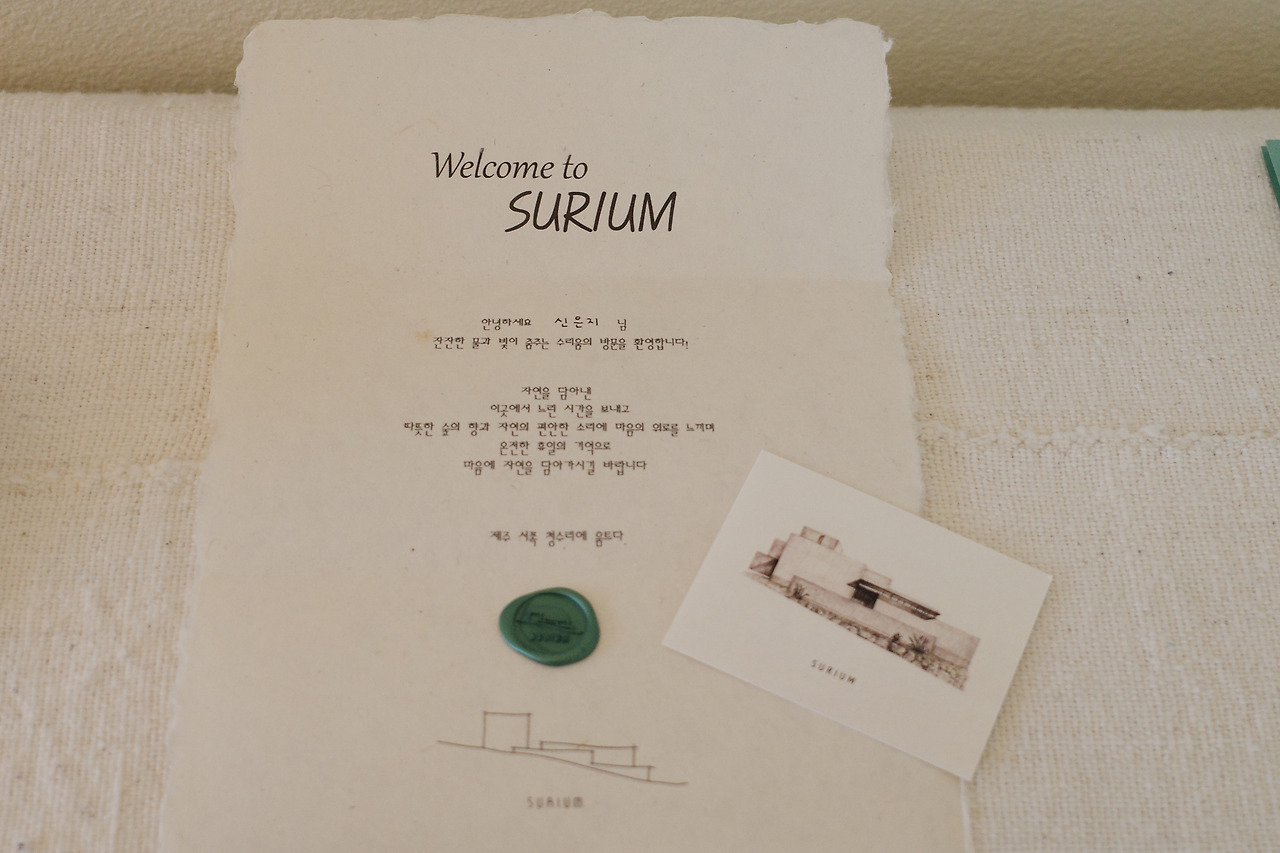 Welcome to
SURIUM
안녕하세요 신은지 님
잔잔한 물과 빛이 춤추는 수리움의 방문을 환영합니다!
자연을 담아낸
이곳에서 느린 시간을 보내고
따뜻한 숲의 향과 자연의 편안한 소리에 마음의 위로를 느끼며
온전한 휴일의 기억으로
마음에 자연을 담아가시길 바랍니다
제주 서쪽 청수리에 움트다
SURIUM
SURIUM